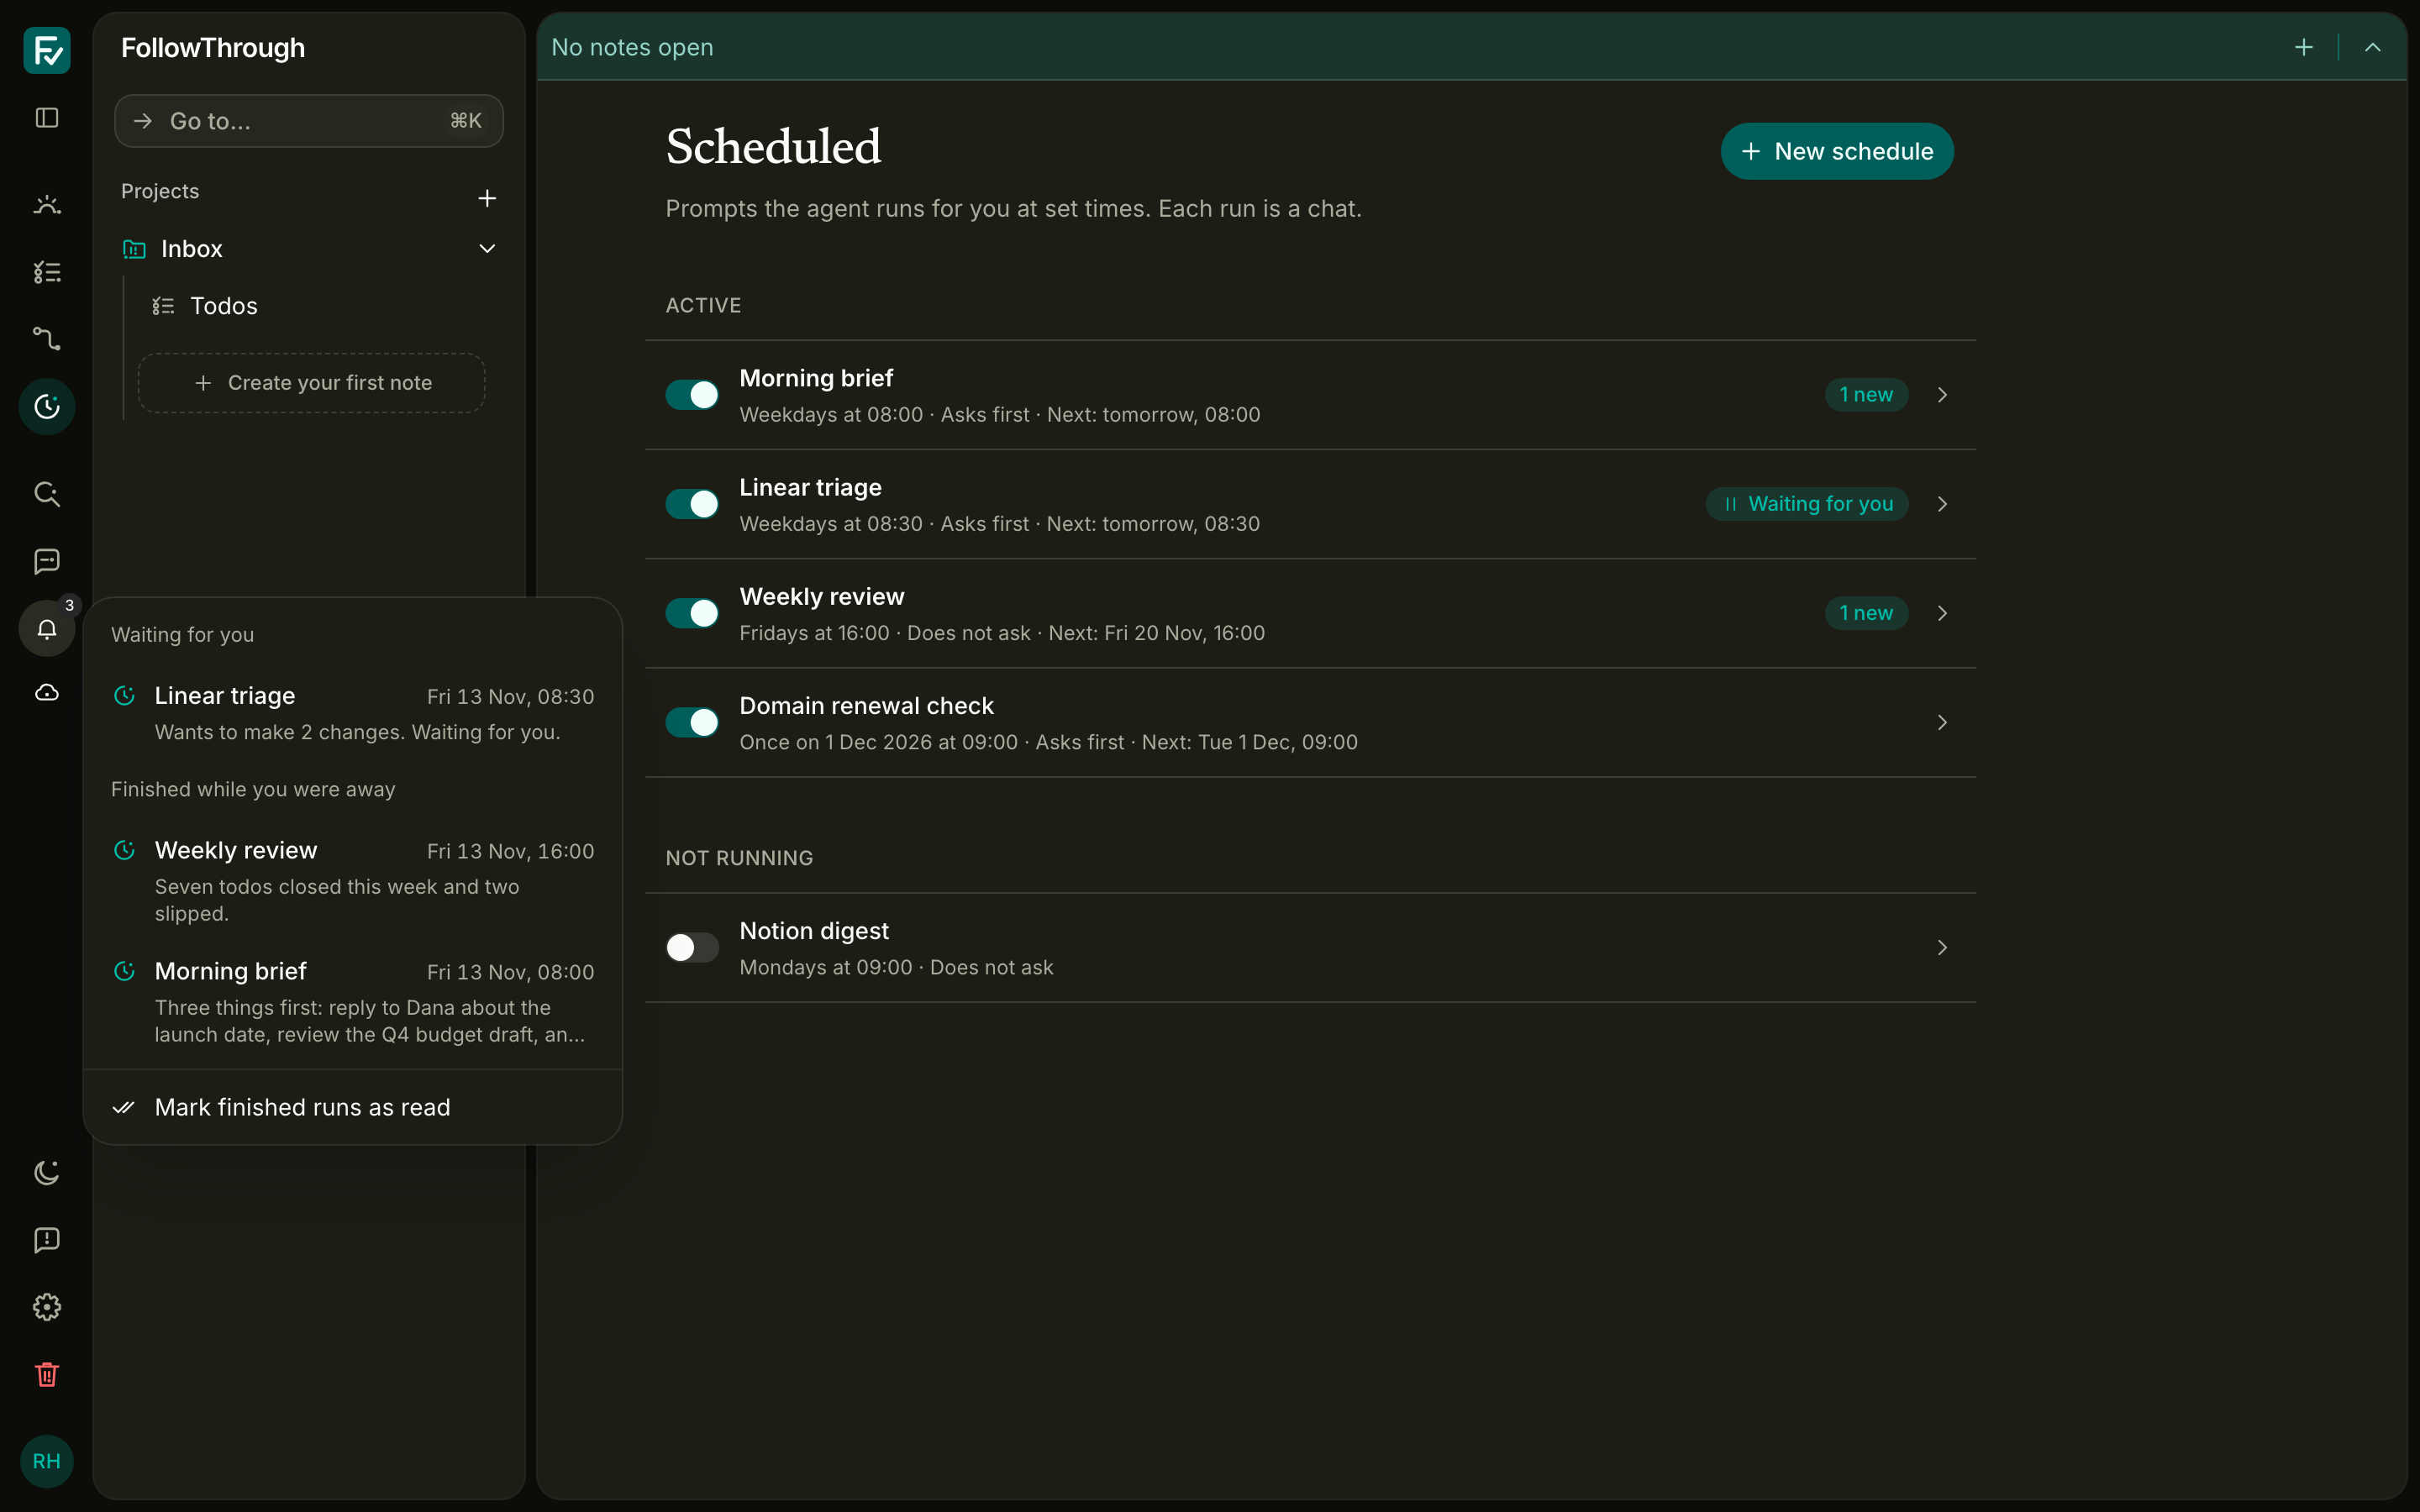 FollowThrough
Go to...
⌘K
Projects
Inbox
Todos
Create your first note
3
Waiting for you
Linear triage
Fri 13 Nov, 08:30
Wants to make 2 changes. Waiting for you.
Finished while you were away
Weekly review
Fri 13 Nov, 16:00
Seven todos closed this week and two
slipped.
Morning brief
Fri 13 Nov, 08:00
Three things first: reply to Dana about the
launch date, review the Q4 budget draft, an...
Mark finished runs as read
RH
No notes open
Scheduled
New schedule
Prompts the agent runs for you at set times. Each run is a chat.
ACTIVE
Morning brief
Weekdays at 08:00 · Asks first · Next: tomorrow, 08:00
1 new
Linear triage
Weekdays at 08:30 · Asks first · Next: tomorrow, 08:30
Waiting for you
Weekly review
Fridays at 16:00 · Does not ask · Next: Fri 20 Nov, 16:00
1 new
Domain renewal check
Once on 1 Dec 2026 at 09:00 · Asks first · Next: Tue 1 Dec, 09:00
NOT RUNNING
Notion digest
Mondays at 09:00 · Does not ask